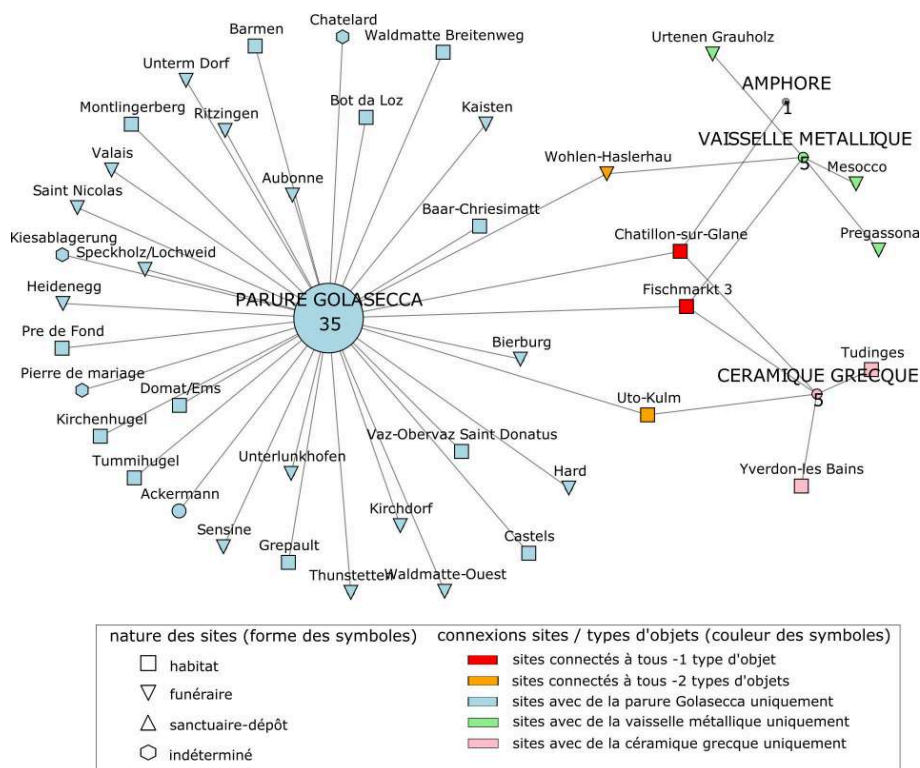 Chatelard
Barmen
Waldmatte Breitenweg
Urtenen Grauholz
Unterm Dorf
AMPHORE
1
Montlingerberg
Ritzingen
Bot da Loz
Kaisten
VAISSELLE METALLIQUE
5
Valais
Wohlen-Haslerhau
Mesocco
Aubonne
Saint Nicolas
Baar-Chriesimatt
Chatillon-sur-Glane
Pregassona
Kiesablagerung
Speckholz/Lochweid
Heidenegg
PARURE GOLASECCA
35
Fischmarkt 3
Pre de Fond
Bierburg
Tudinges
Pierre de mariage
Domat/Ems
CERAMIQUE GRECQUE
5
Uto-Kulm
Kirchenhugel
Vaz-Obervaz Saint Donatus
Tummihugel
Unterlunkhofen
Hard
Yverdon-les Bains
Ackermann
Kirchdorf
Sensine
Grepault
Castels
Thunstetten
Waldmatte-Ouest
nature des sites (forme des symboles)
habitat
funéraire
sanctuaire-dépôt
indéterminé
connexions sites / types d'objets (couleur des symboles)
sites connectés à tous -1 type d'objet
sites connectés à tous -2 types d'objets
sites avec de la parure Golasecca uniquement
sites avec de la vaisselle métallique uniquement
sites avec de la céramique grecque uniquement